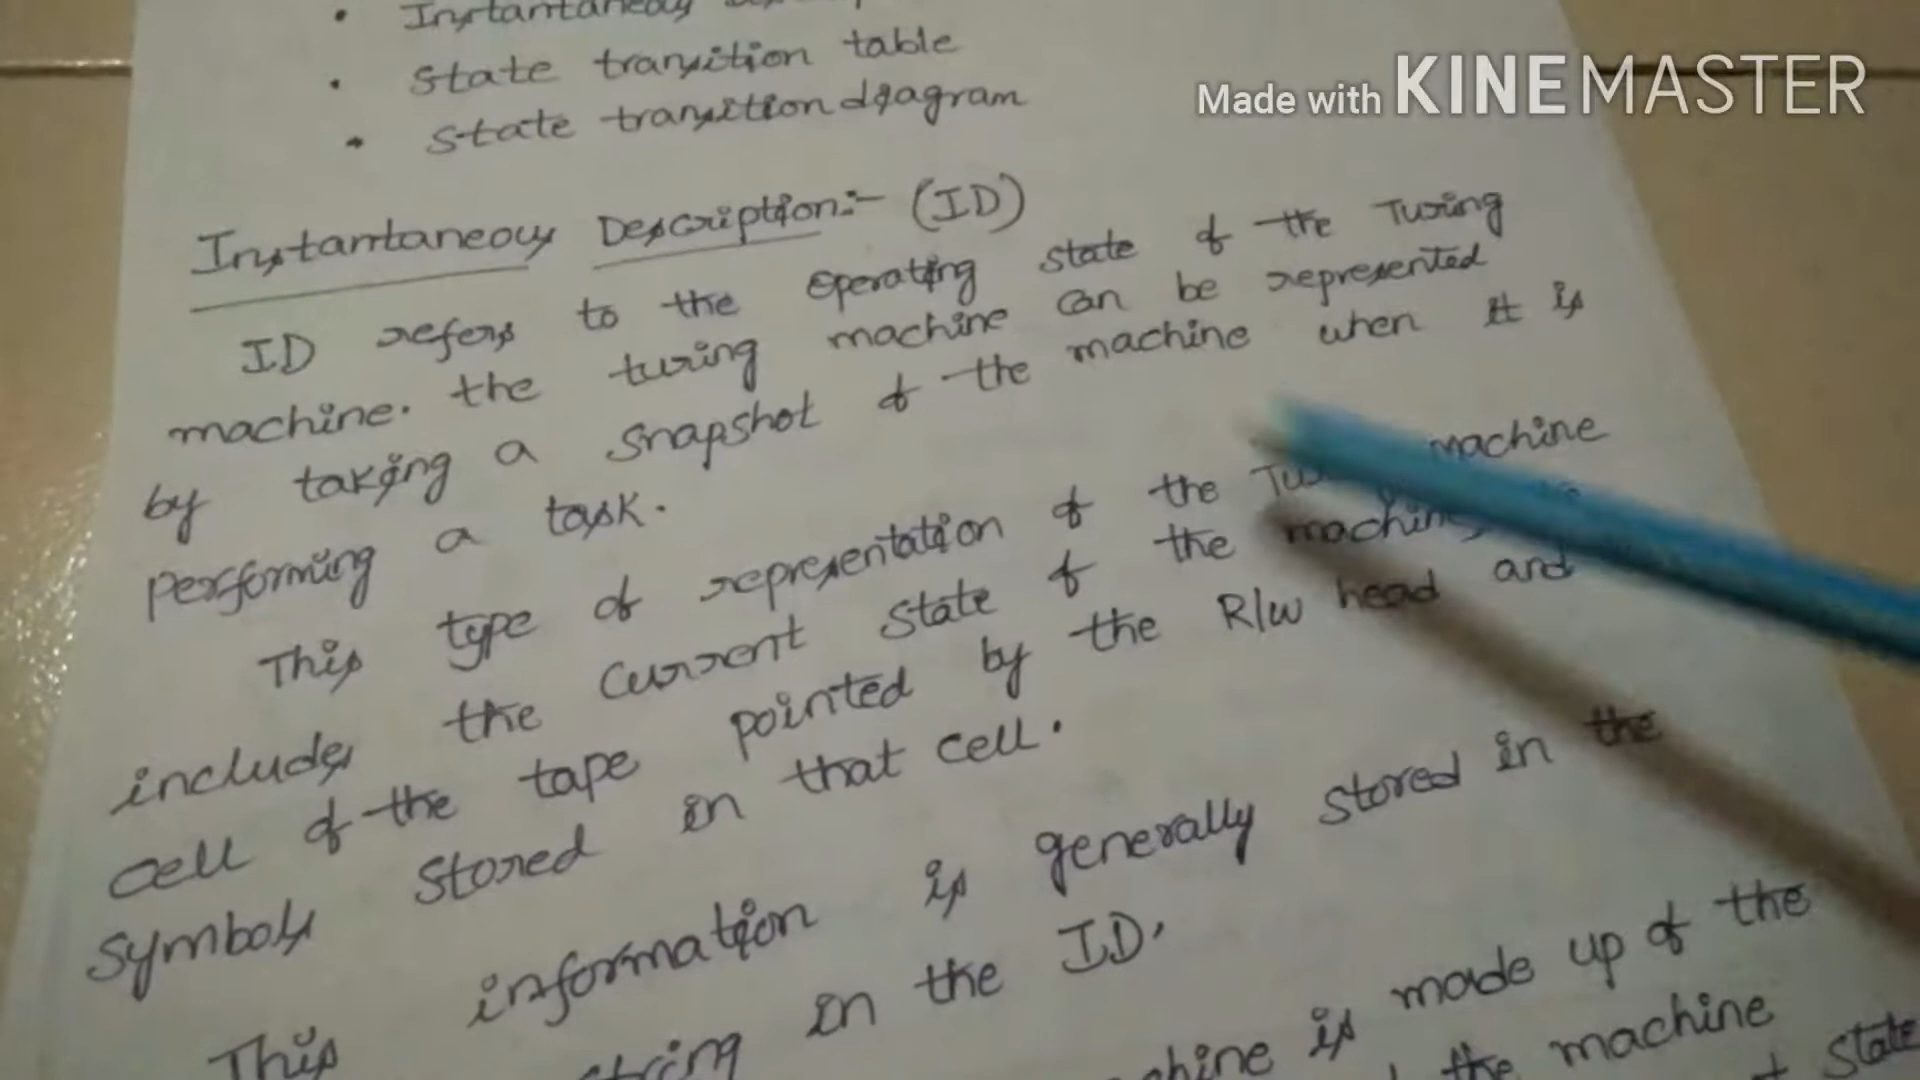 Instantaneous
• State transition table
• State transition diagram
Made with KINEMASTER
Instantaneous Description:- (ID)
ID refers to the operating state of the Turing
machine. the turing machine can be represented
by taking a snapshot of the machine when it is
performing a task.
This type of representation of the machine
includes the current state of the machine
cell of the tape pointed by the R/W head and
symbols stored in that cell.
This information is generally stored in the
string in the ID.
is made up of the
the machine
state